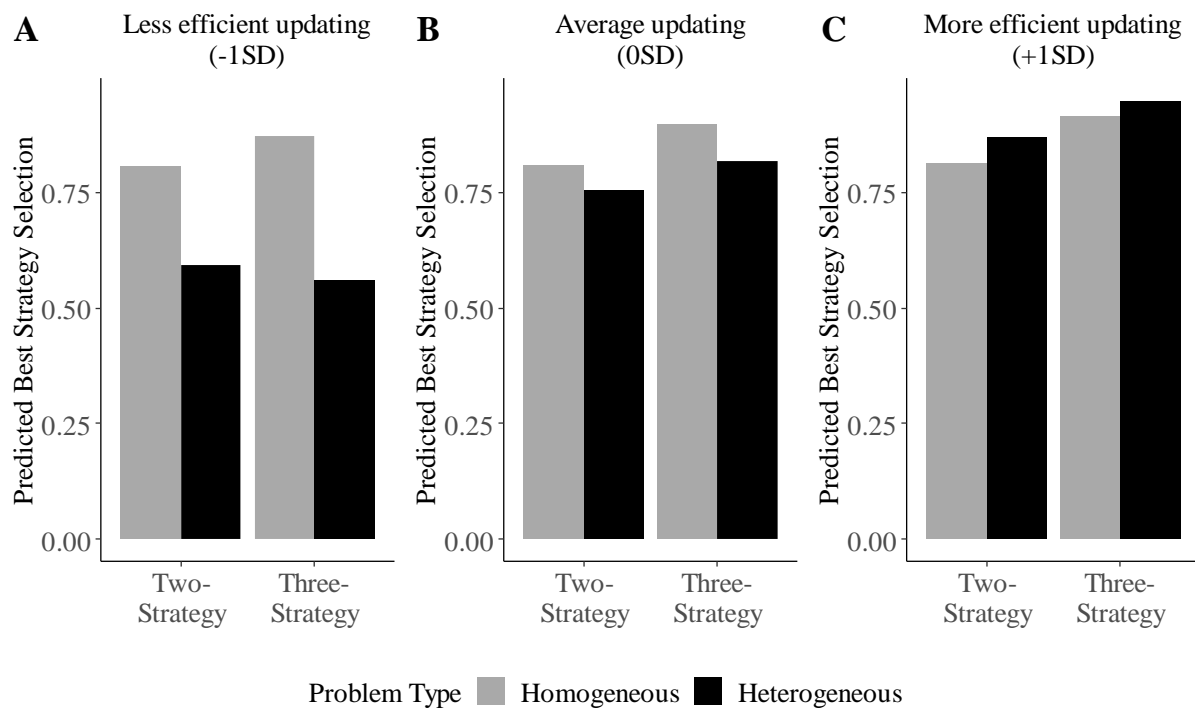 A
Less efficient updating
(-1SD)
Predicted Best Strategy Selection
0.75
0.50
0.25
0.00
Two-
Strategy
Three-
Strategy
B
Average updating
(0SD)
Predicted Best Strategy Selection
0.75
0.50
0.25
0.00
Two-
Strategy
Three-
Strategy
C
More efficient updating
(+1SD)
Predicted Best Strategy Selection
0.75
0.50
0.25
0.00
Two-
Strategy
Three-
Strategy
Problem Type Homogeneous Heterogeneous